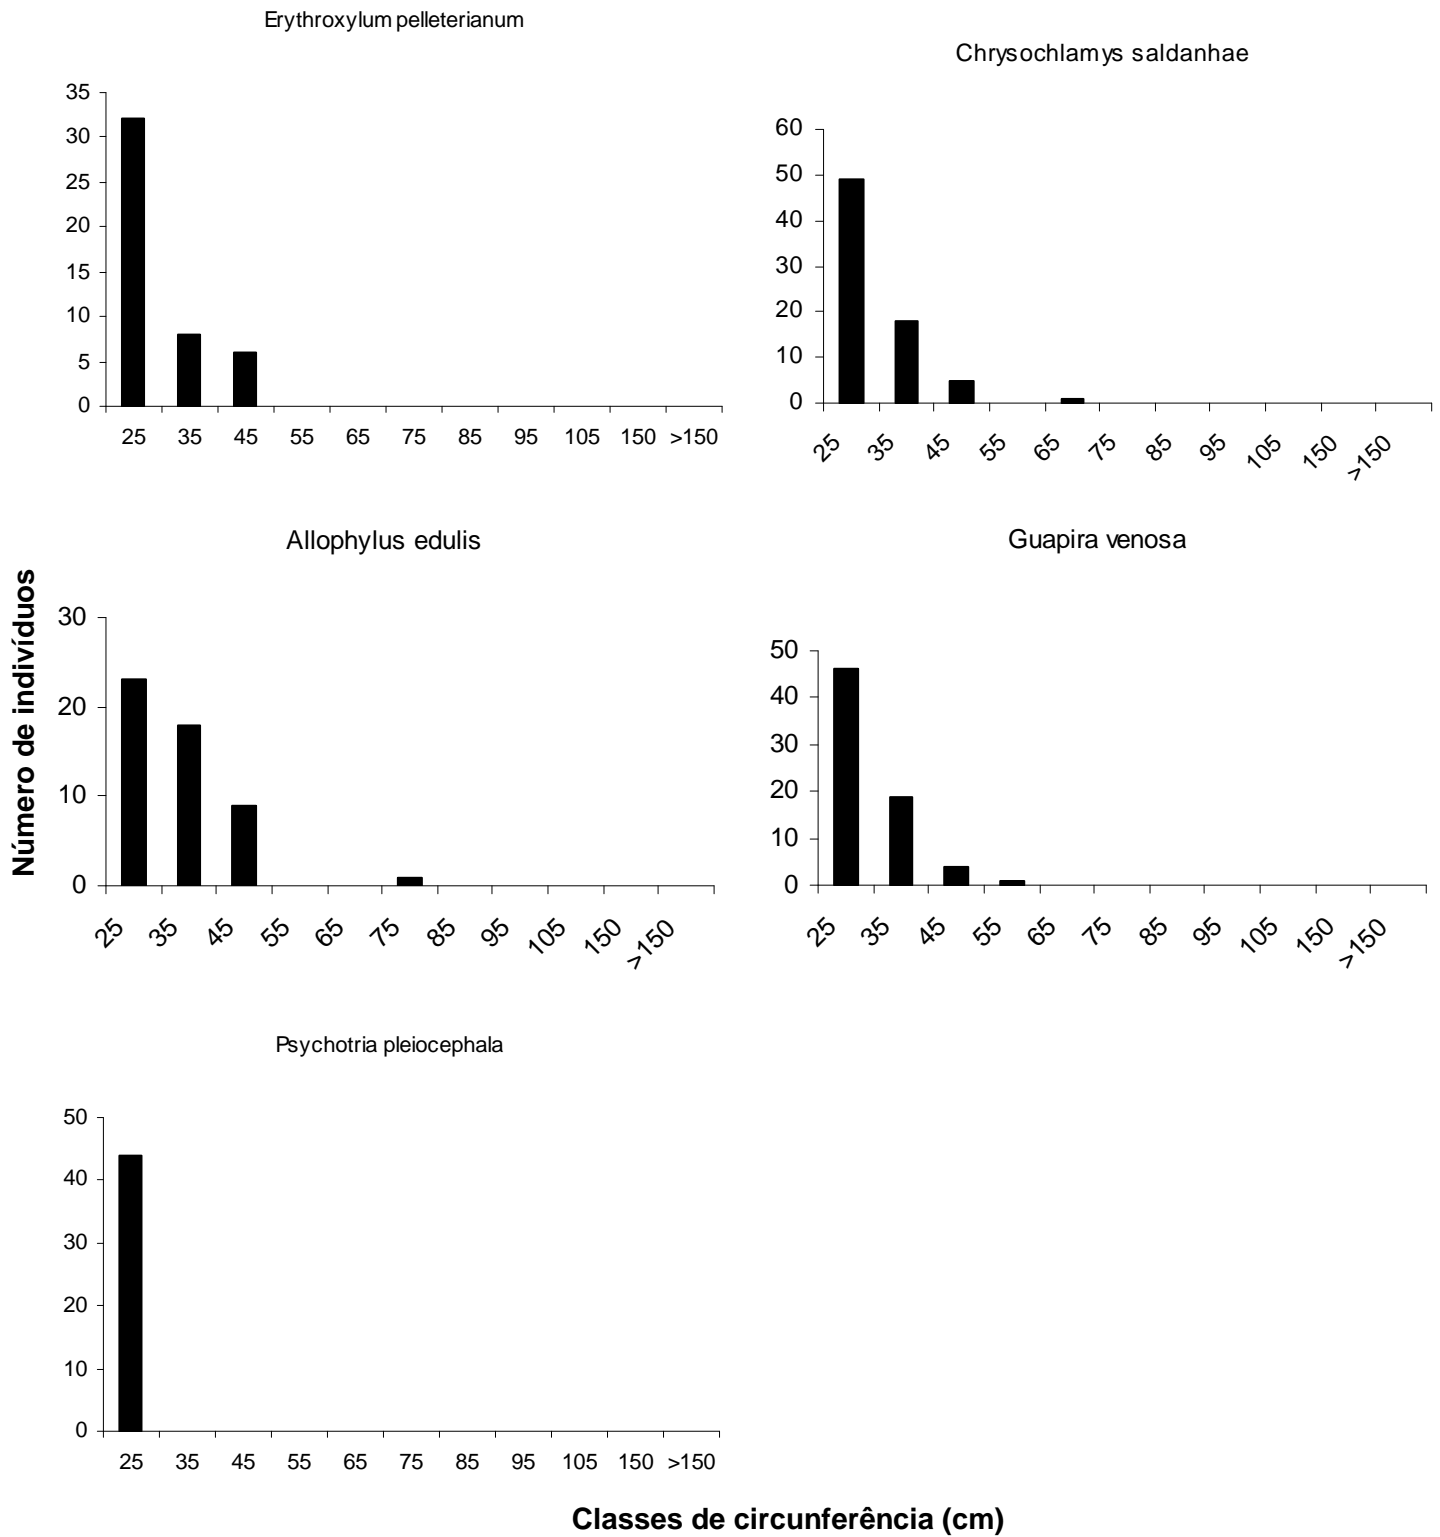 Erythroxylum pelleterianum
35
30
25
20
15
10
5
0
25 35 45 55 65 75 85 95 105 150 >150
Chrysochlamys saldanhae
60
50
40
30
20
10
0
25 35 45 55 65 75 85 95 105 150 >150
Número de indivíduos
Allophylus edulis
30
20
10
0
25 35 45 55 65 75 85 95 105 150 >150
Guapira venosa
50
40
30
20
10
0
25 35 45 55 65 75 85 95 105 150 >150
Psychotria pleiocephala
50
40
30
20
10
0
25 35 45 55 65 75 85 95 105 150 >150
Classes de circunferência (cm)